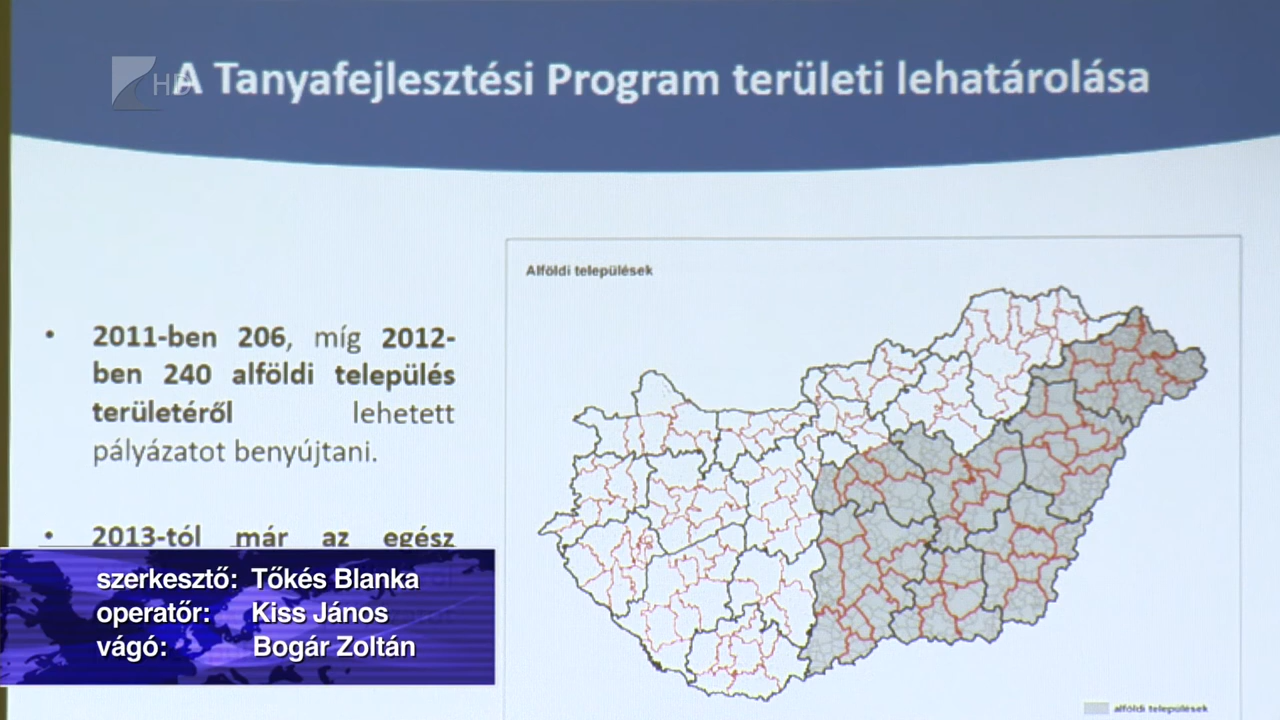 HD
A Tanyafejlesztési Program területi lehatárolása
Alföldi települések
• 2011-ben 206, míg 2012-
ben 240 alföldi település
területéről lehetett
pályázatot benyújtani.
• 2013-tól már az egész
szerkesztő: Tőkés Blanka
operatőr: Kiss János
vágó: Bogár Zoltán
alföldi települések